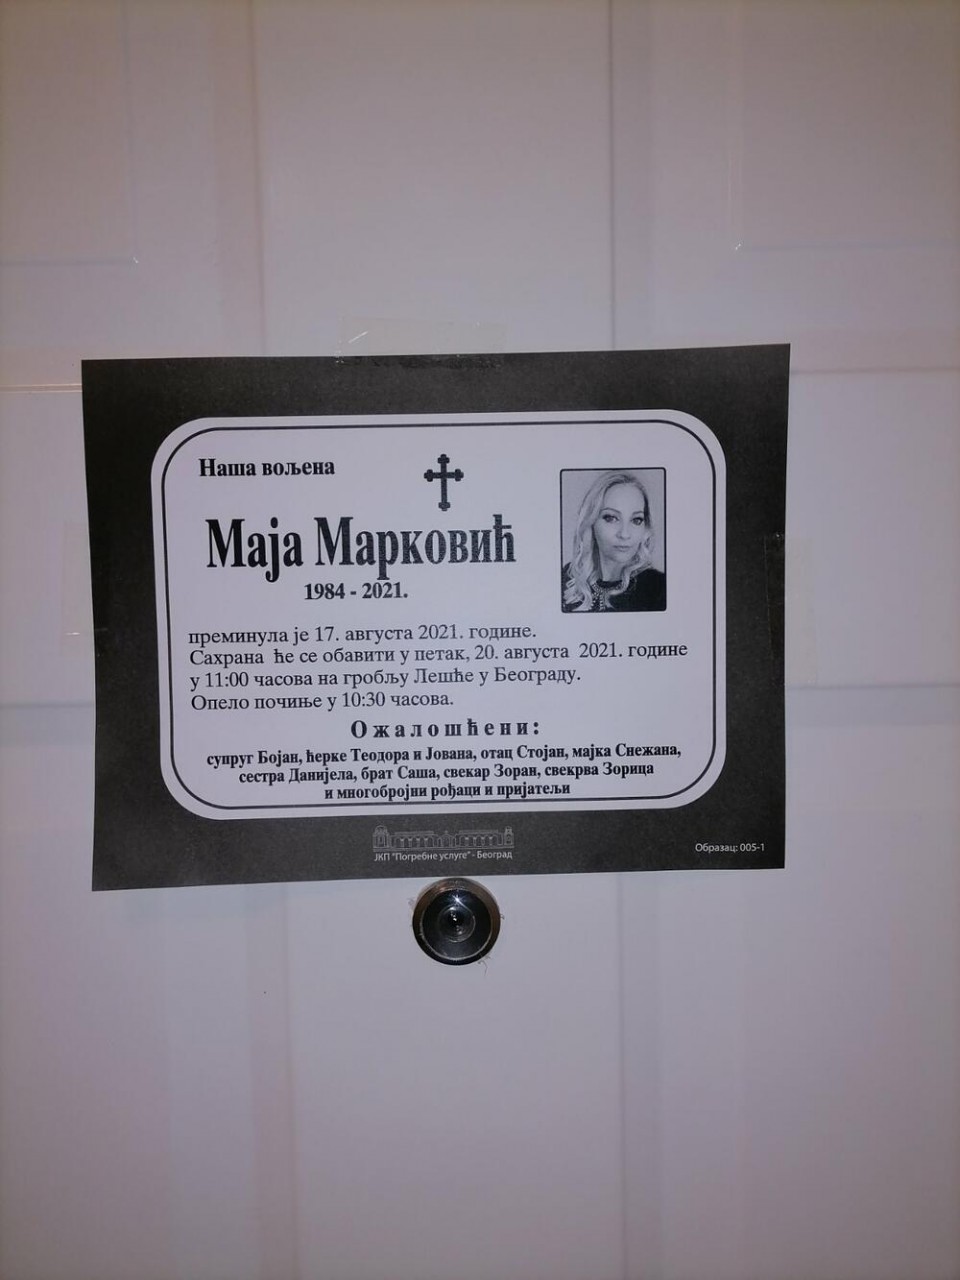 Наша вољена
Маја Марковић
1984 - 2021.
преминула је 17. августа 2021. године.
Сахрана ће се обавити у петак, 20. августа 2021. године
у 11:00 часова на гробљу Лешће у Београду.
Опело почиње у 10:30 часова.
Ожалошћени:
супруг Бојан, ћерке Теодора и Јована, отац Стојан, мајка Снежана,
сестра Данијела, брат Саша, свекар Зоран, свекрва Зорица
и многобројни рођаци и пријатељи
ЈКП "Погребне услуге" - Београд
Образац: 005-1